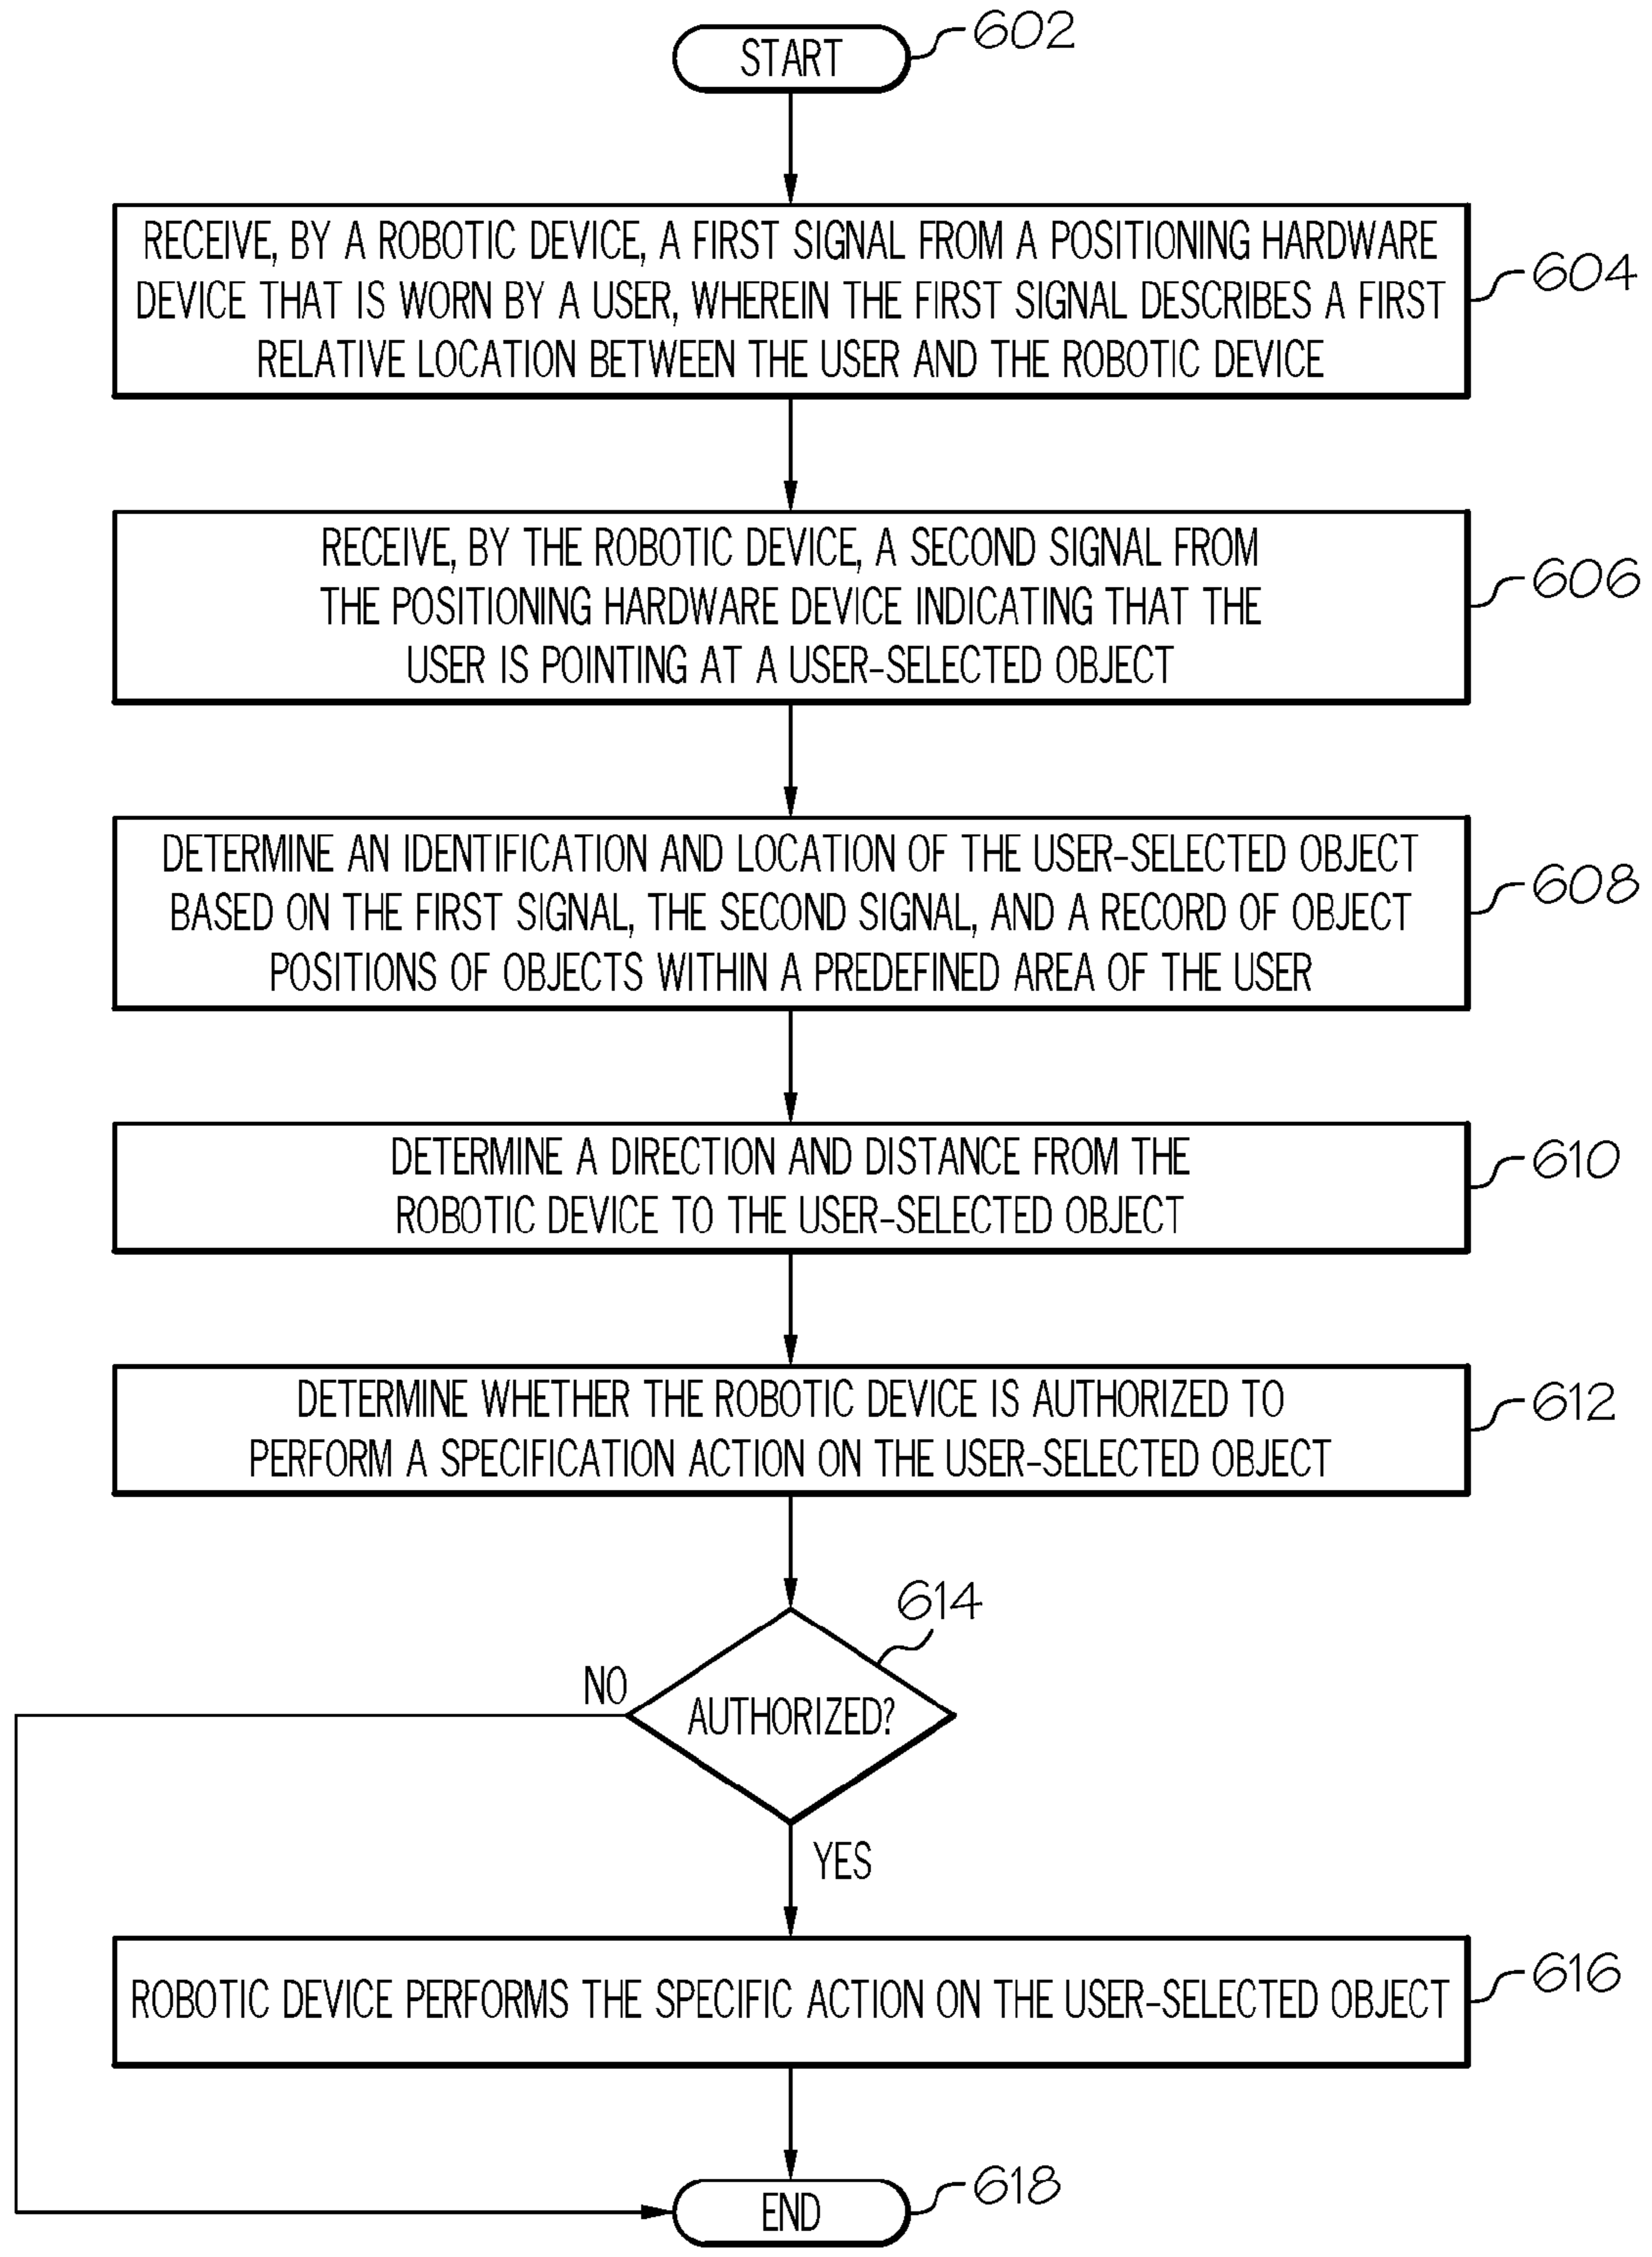 START
602
RECEIVE, BY A ROBOTIC DEVICE, A FIRST SIGNAL FROM A POSITIONING HARDWARE
DEVICE THAT IS WORN BY A USER, WHEREIN THE FIRST SIGNAL DESCRIBES A FIRST
RELATIVE LOCATION BETWEEN THE USER AND THE ROBOTIC DEVICE
604
RECEIVE, BY THE ROBOTIC DEVICE, A SECOND SIGNAL FROM
THE POSITIONING HARDWARE DEVICE INDICATING THAT THE
USER IS POINTING AT A USER-SELECTED OBJECT
606
DETERMINE AN IDENTIFICATION AND LOCATION OF THE USER-SELECTED OBJECT
BASED ON THE FIRST SIGNAL, THE SECOND SIGNAL, AND A RECORD OF OBJECT
POSITIONS OF OBJECTS WITHIN A PREDEFINED AREA OF THE USER
608
DETERMINE A DIRECTION AND DISTANCE FROM THE
ROBOTIC DEVICE TO THE USER-SELECTED OBJECT
610
DETERMINE WHETHER THE ROBOTIC DEVICE IS AUTHORIZED TO
PERFORM A SPECIFICATION ACTION ON THE USER-SELECTED OBJECT
612
614
NO
AUTHORIZED?
YES
ROBOTIC DEVICE PERFORMS THE SPECIFIC ACTION ON THE USER-SELECTED OBJECT
616
END
618